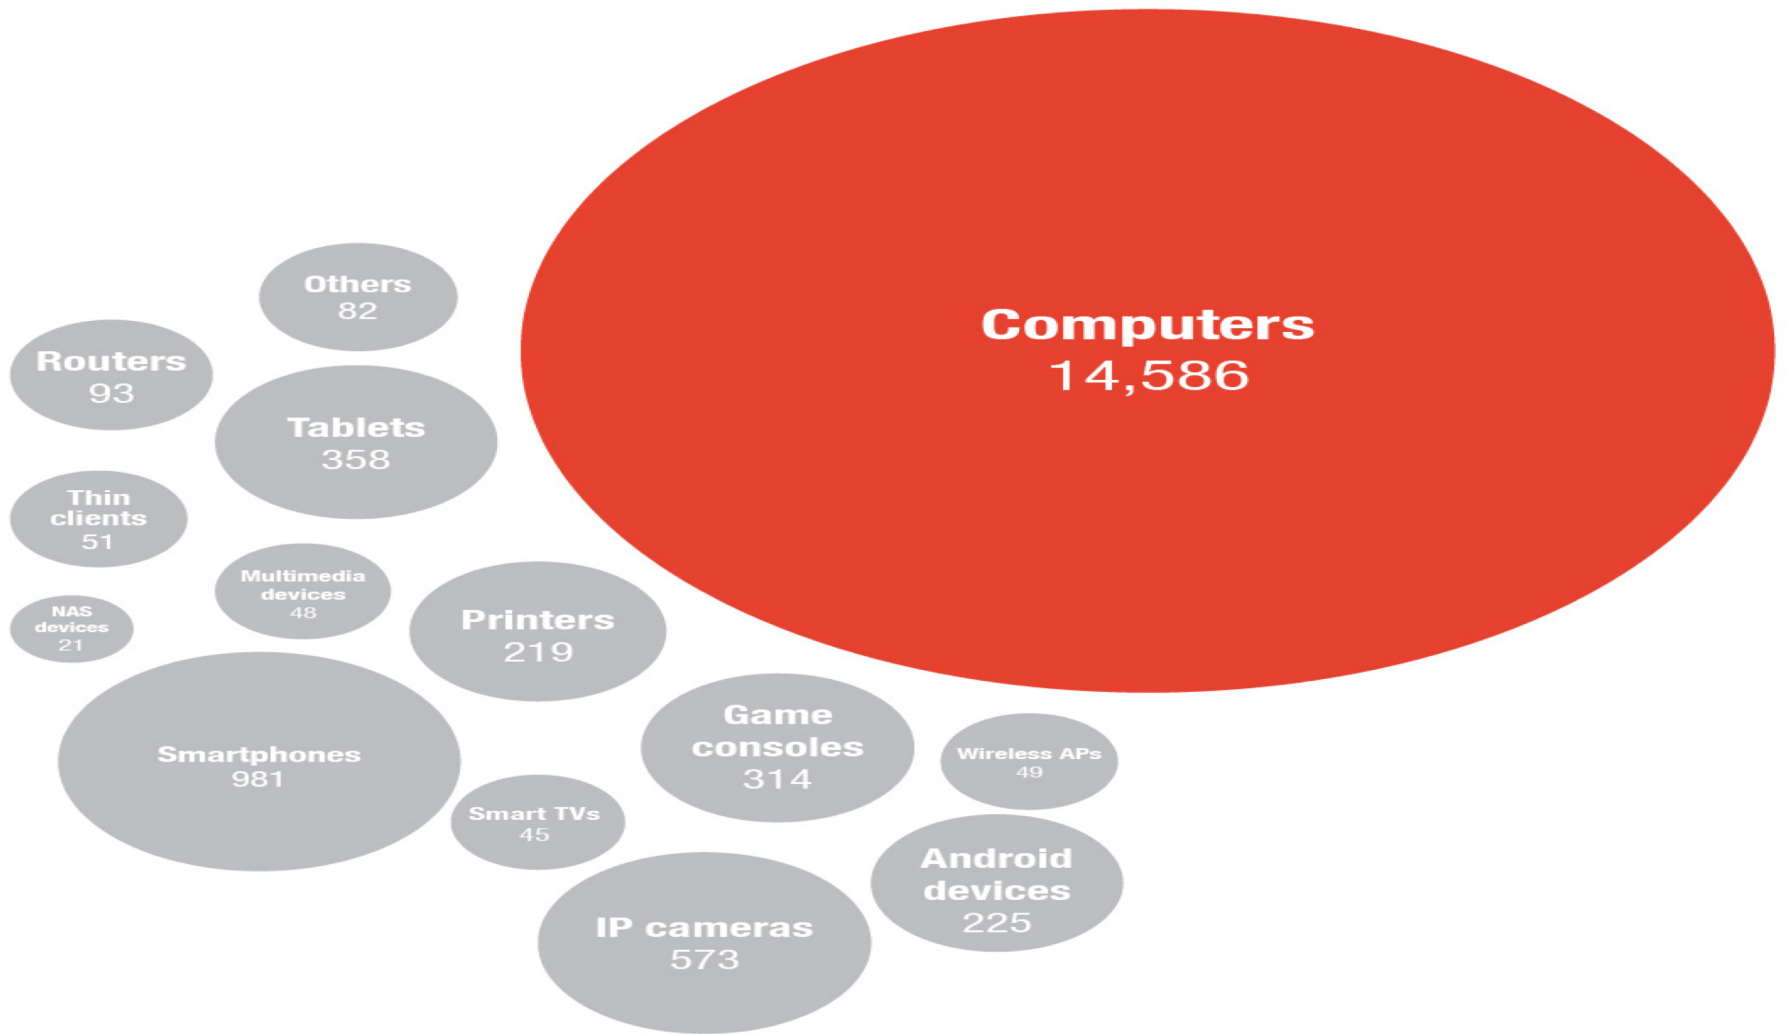 Computers
14,586
Others
82
Routers
93
Tablets
358
Thin
clients
51
Multimedia
devices
48
NAS
devices
21
Printers
219
Smartphones
981
Game
consoles
314
Wireless APs
49
Smart TVs
45
Android
devices
225
IP cameras
573